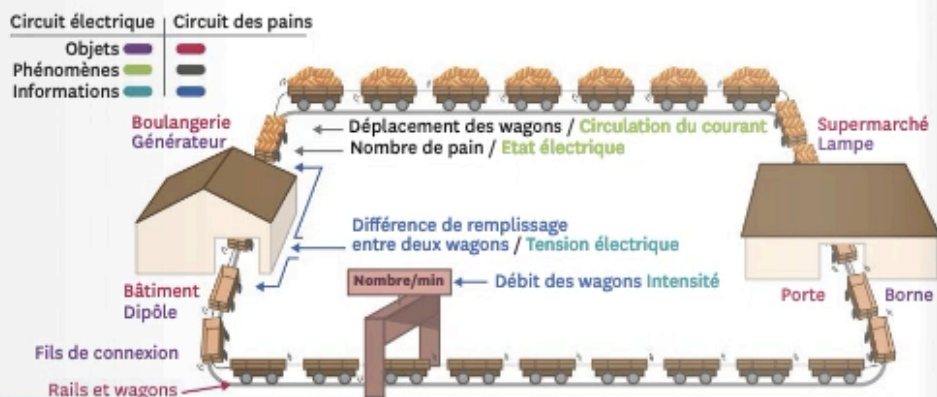 Circuit électrique Circuit des pains
Objets
Phénomènes
Informations
Boulangerie
Générateur
Déplacement des wagons / Circulation du courant
Nombre de pain / Etat électrique
Supermarché
Lampe
Différence de remplissage
entre deux wagons / Tension électrique
Nombre/min
Débit des wagons Intensité
Bâtiment
Dipôle
Porte
Borne
Fils de connexion
Rails et wagons